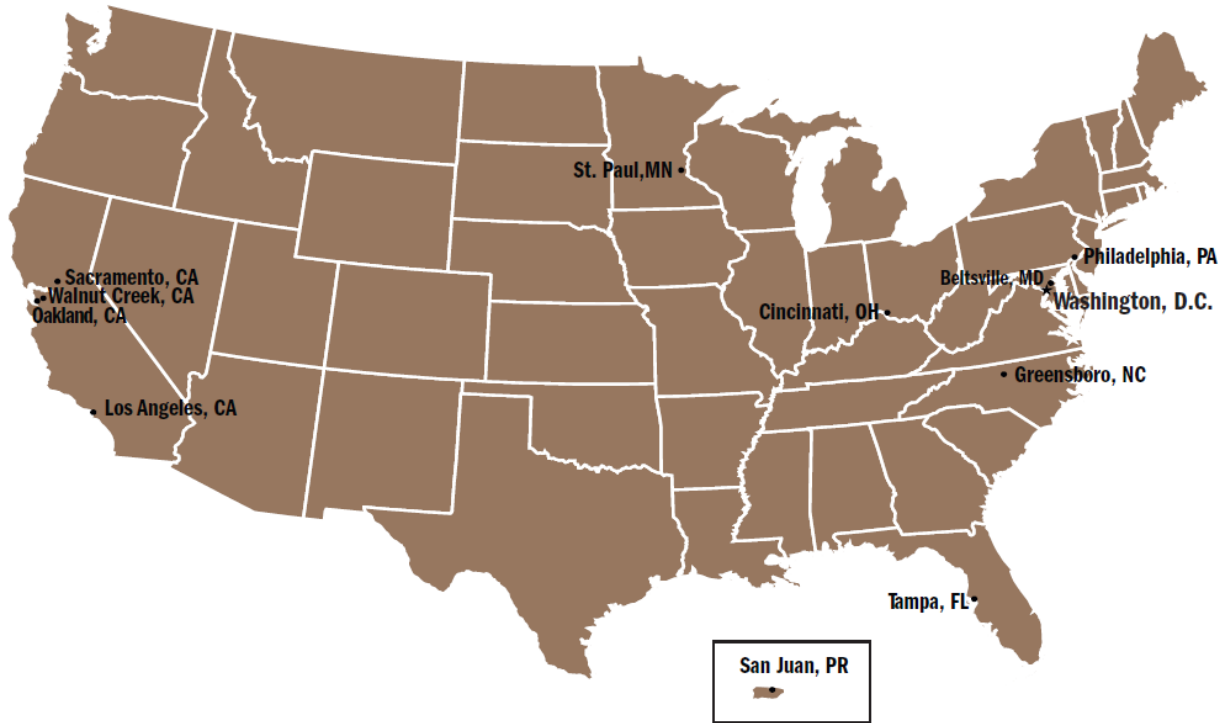 St. Paul,MN
Sacramento, CA
Walnut Creek, CA
Oakland, CA
Los Angeles, CA
Philadelphia, PA
Beltsville, MD
Washington, D.C.
Cincinnati, OH
Greensboro, NC
Tampa, FL
San Juan, PR